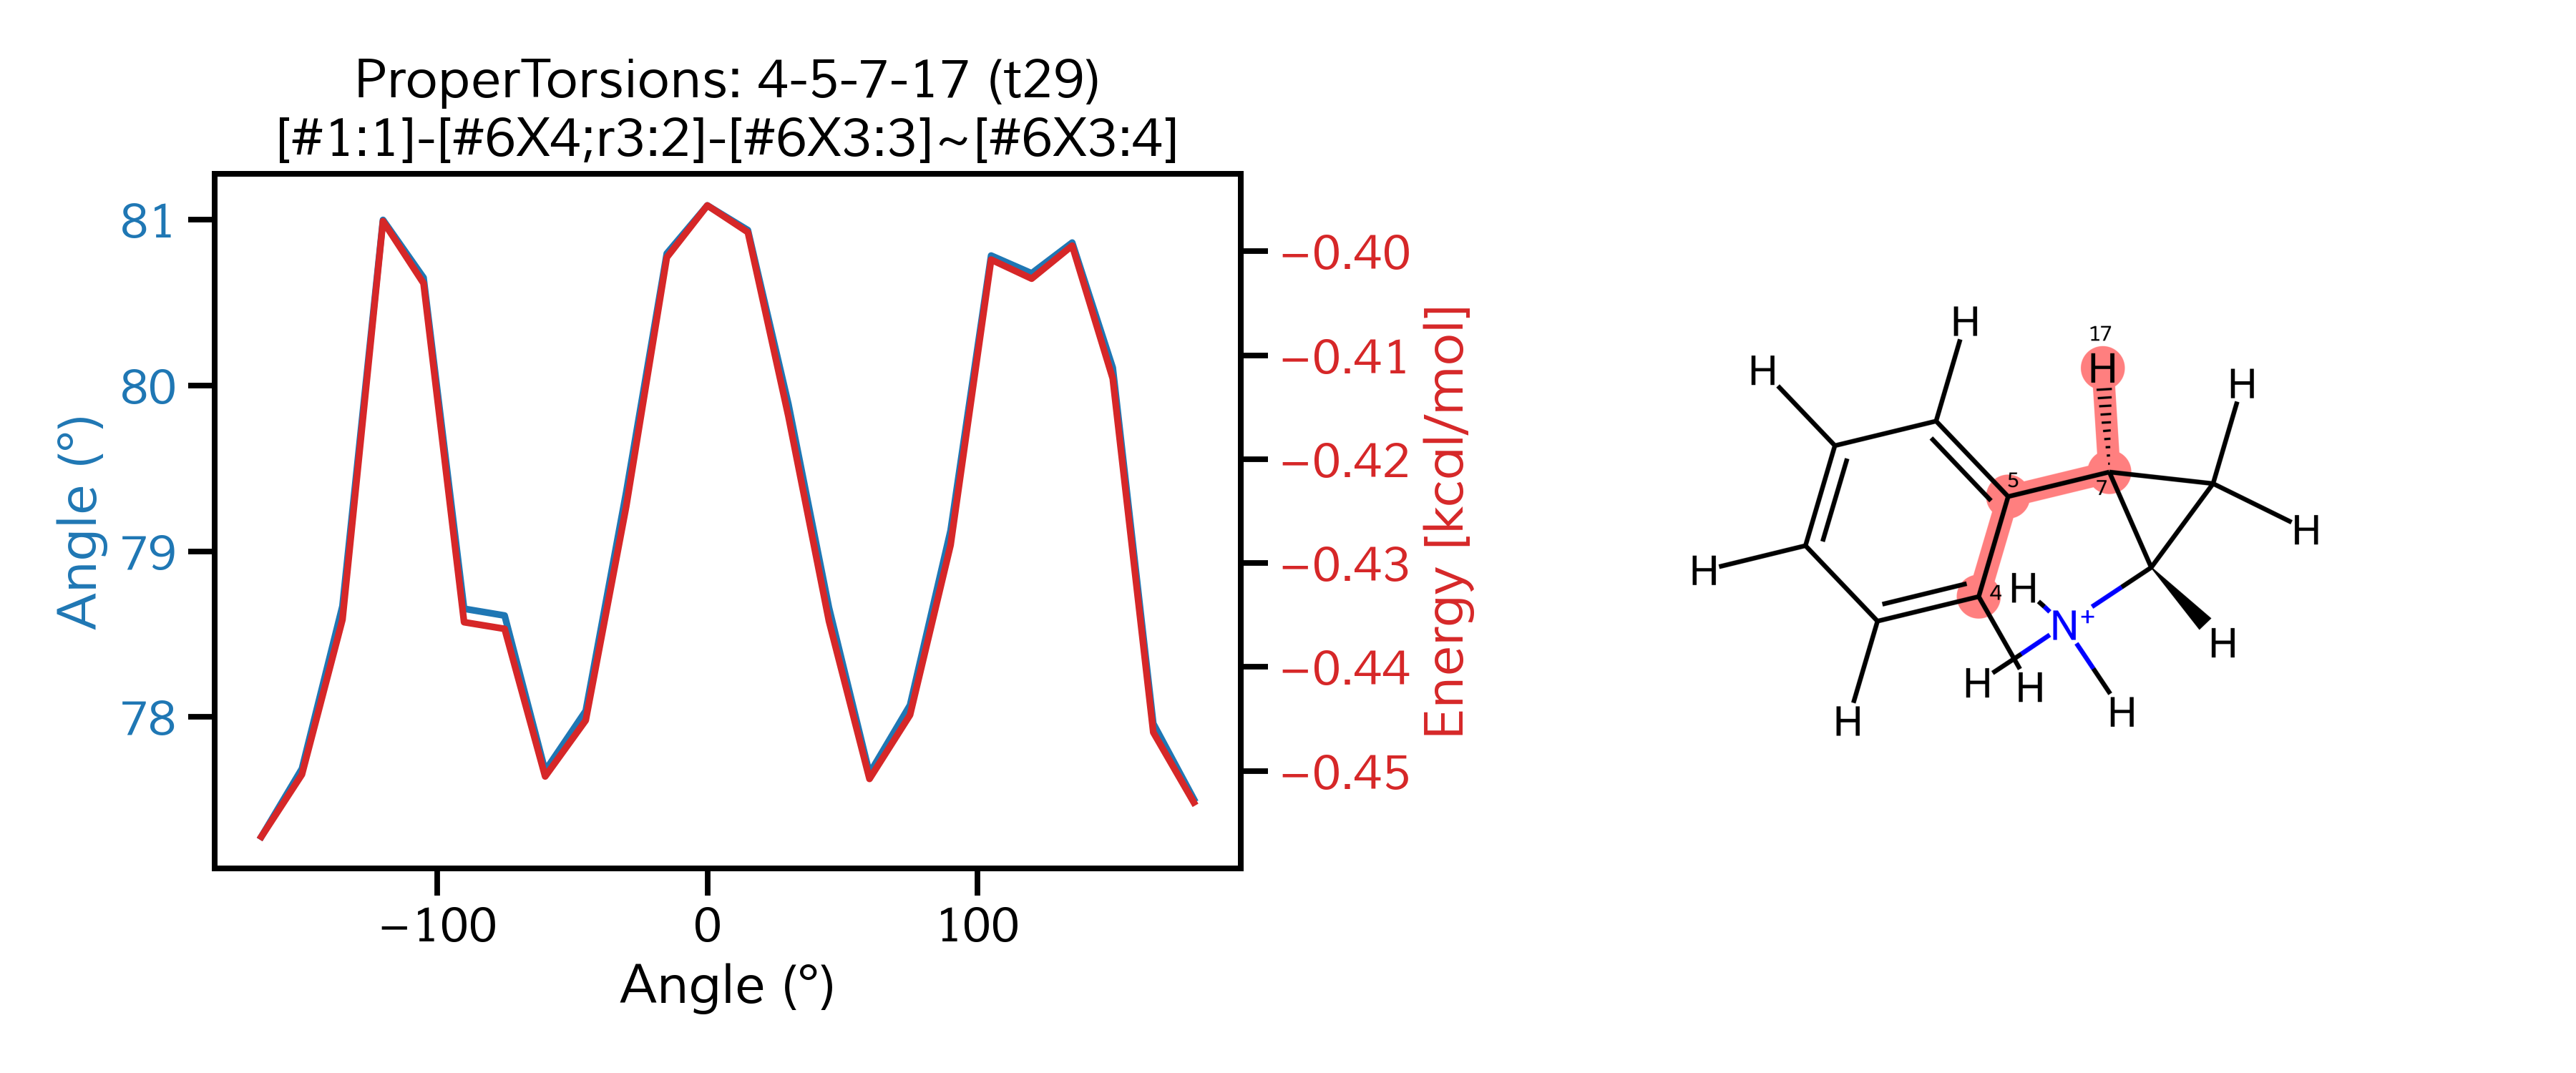 ProperTorsions: 4-5-7-17 (t29)
[#1:1]-[#6X4;r3:2]-[#6X3:3]~[#6X3:4]
81
80
79
78
Angle (°)
−0.40
−0.41
−0.42
−0.43
−0.44
−0.45
Energy [kcal/mol]
−100
0
100
Angle (°)
H
17
H
H
H
5
7
H
H
H
4
N+
H
H
H
H
H